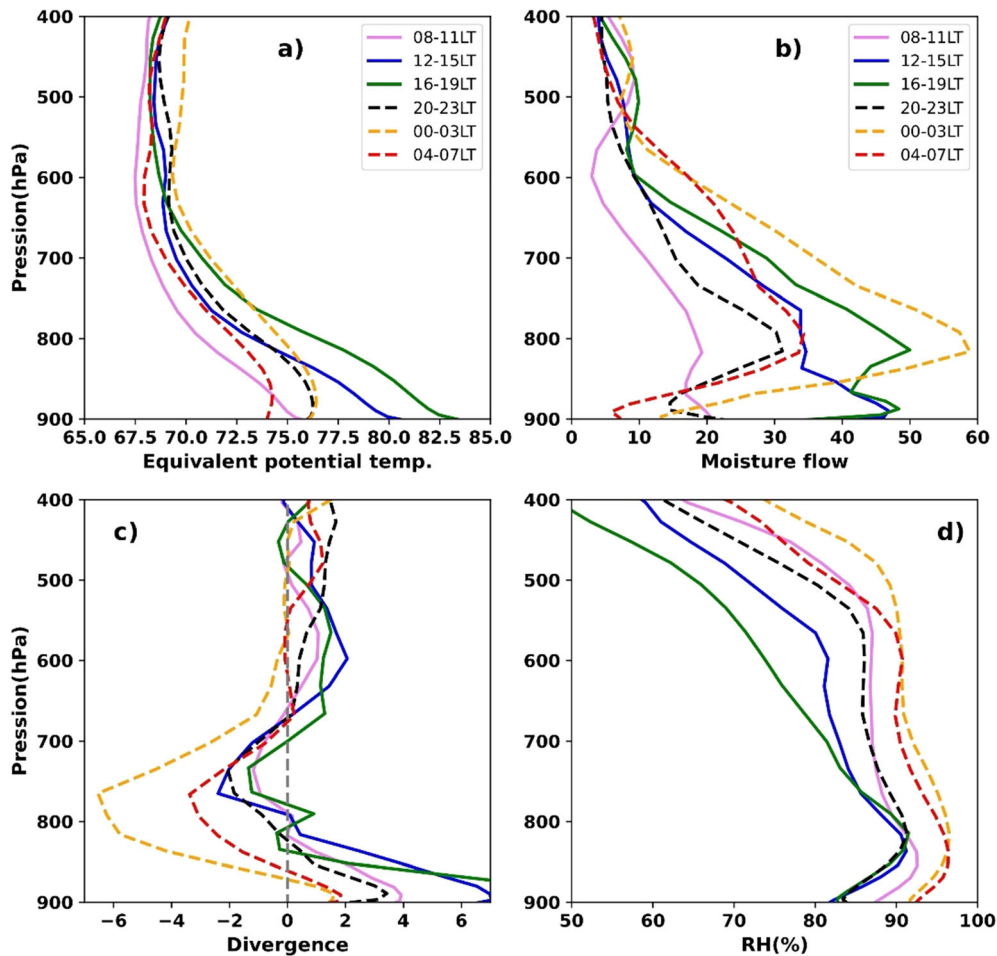 a)
08-11LT
12-15LT
16-19LT
20-23LT
00-03LT
04-07LT
400
500
600
700
800
900
Pression(hPa)
65.0 67.5 70.0 72.5 75.0 77.5 80.0 82.5 85.0
Equivalent potential temp.
b)
08-11LT
12-15LT
16-19LT
20-23LT
00-03LT
04-07LT
400
500
600
700
800
900
0 10 20 30 40 50 60
Moisture flow
c)
400
500
600
700
800
900
Pression(hPa)
−6 −4 −2 0 2 4 6
Divergence
d)
400
500
600
700
800
900
50 60 70 80 90 100
RH(%)